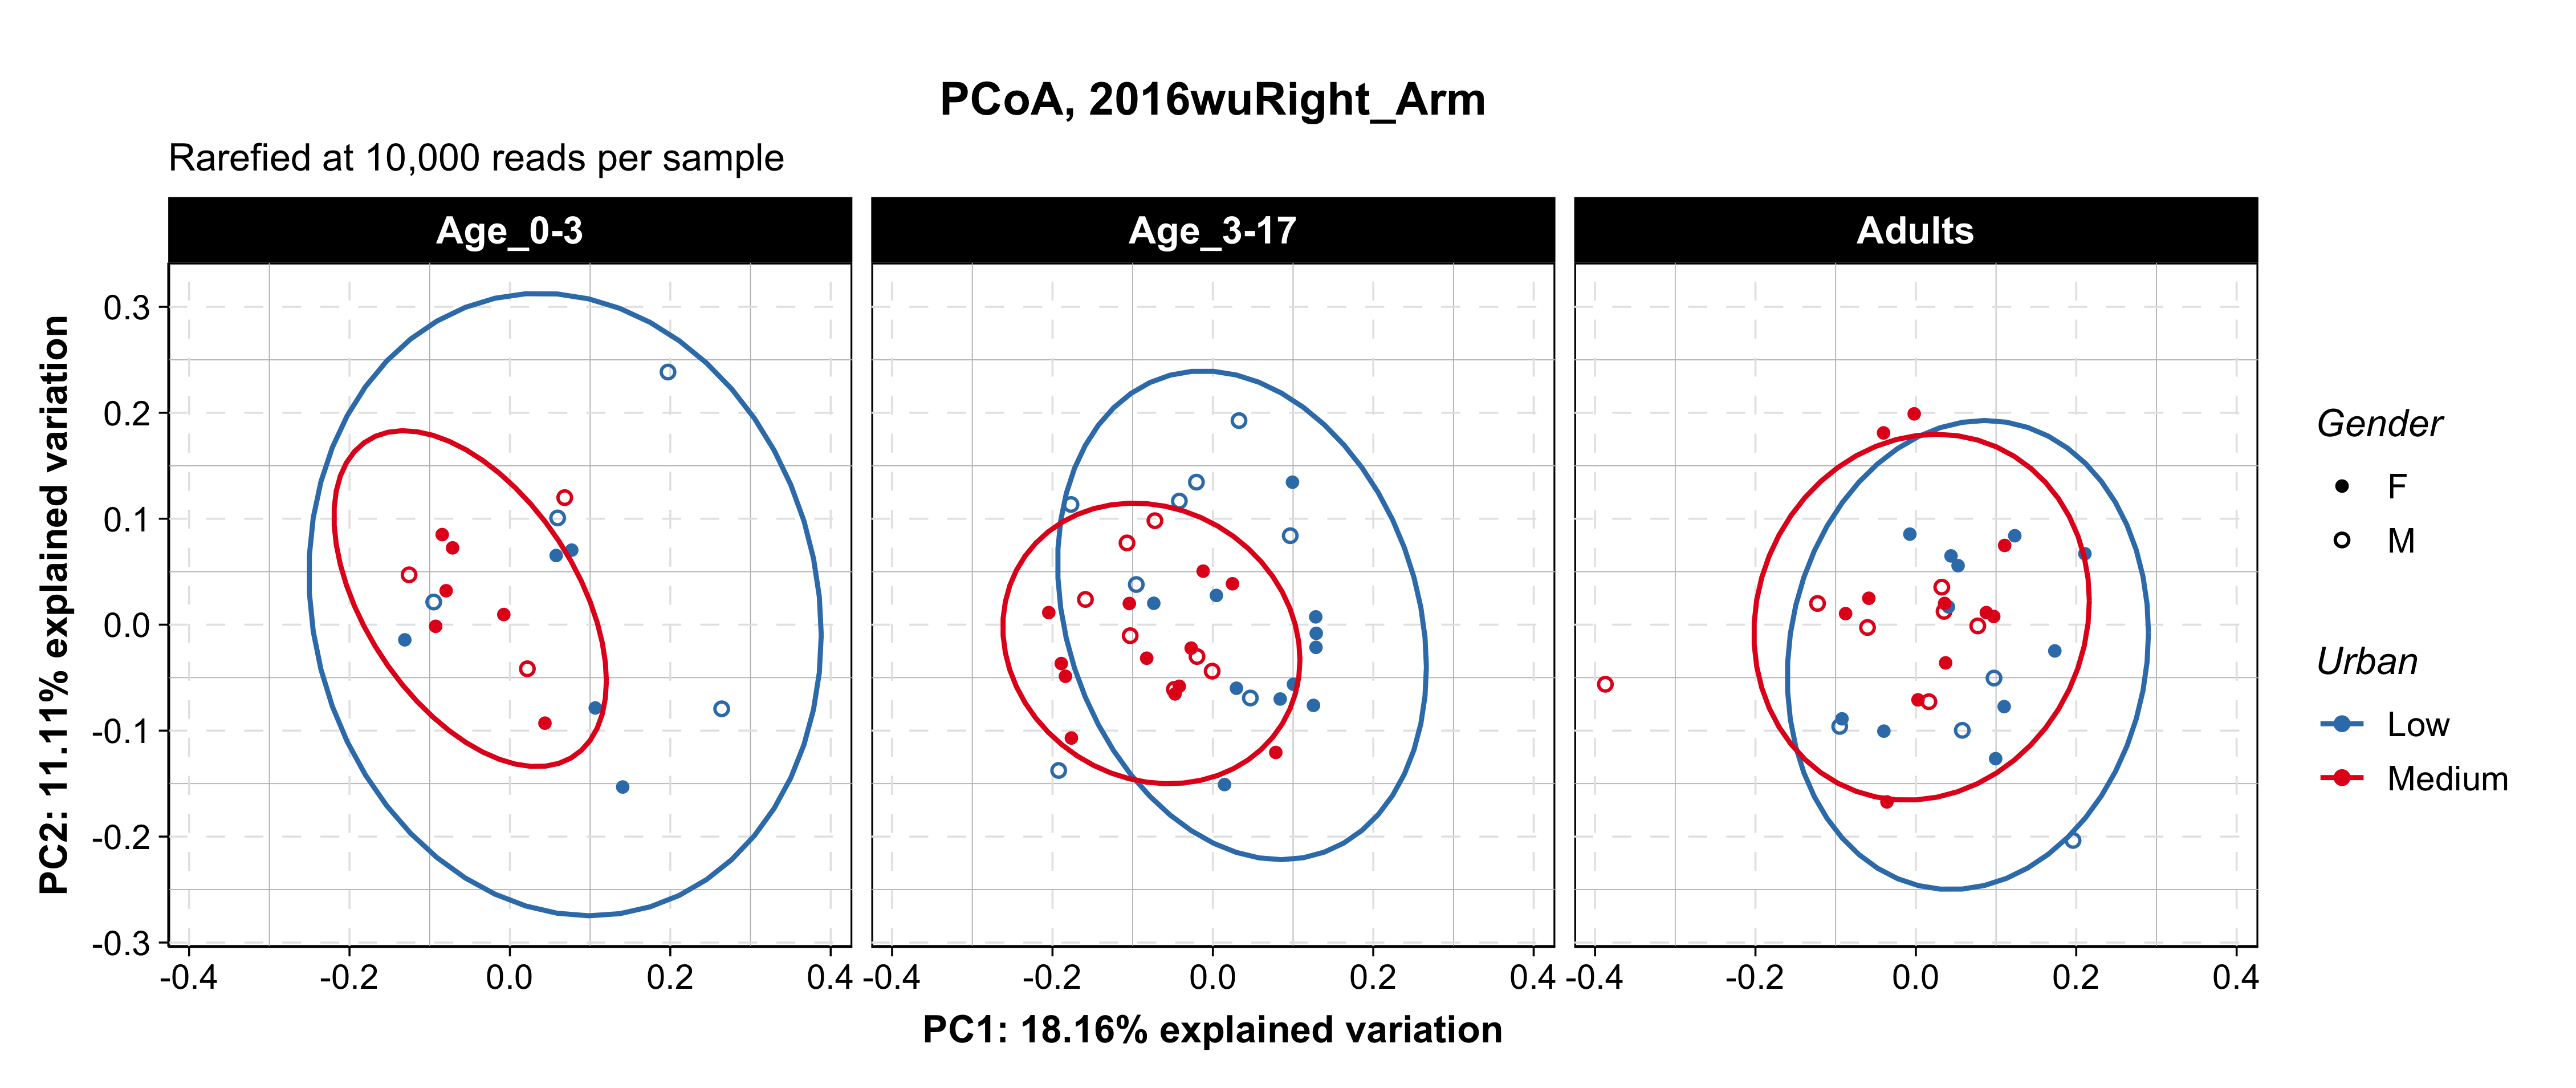 PCoA, 2016wuRight_Arm
Rarefied at 10,000 reads per sample
Age_0-3 Age_3-17 Adults
PC2: 11.11% explained variation
0.3
0.2
0.1
0.0
-0.1
-0.2
-0.3
-0.4 -0.2 0.0 0.2 0.4 -0.4 -0.2 0.0 0.2 0.4 -0.4 -0.2 0.0 0.2 0.4
PC1: 18.16% explained variation
Gender
F
M
Urban
Low
Medium